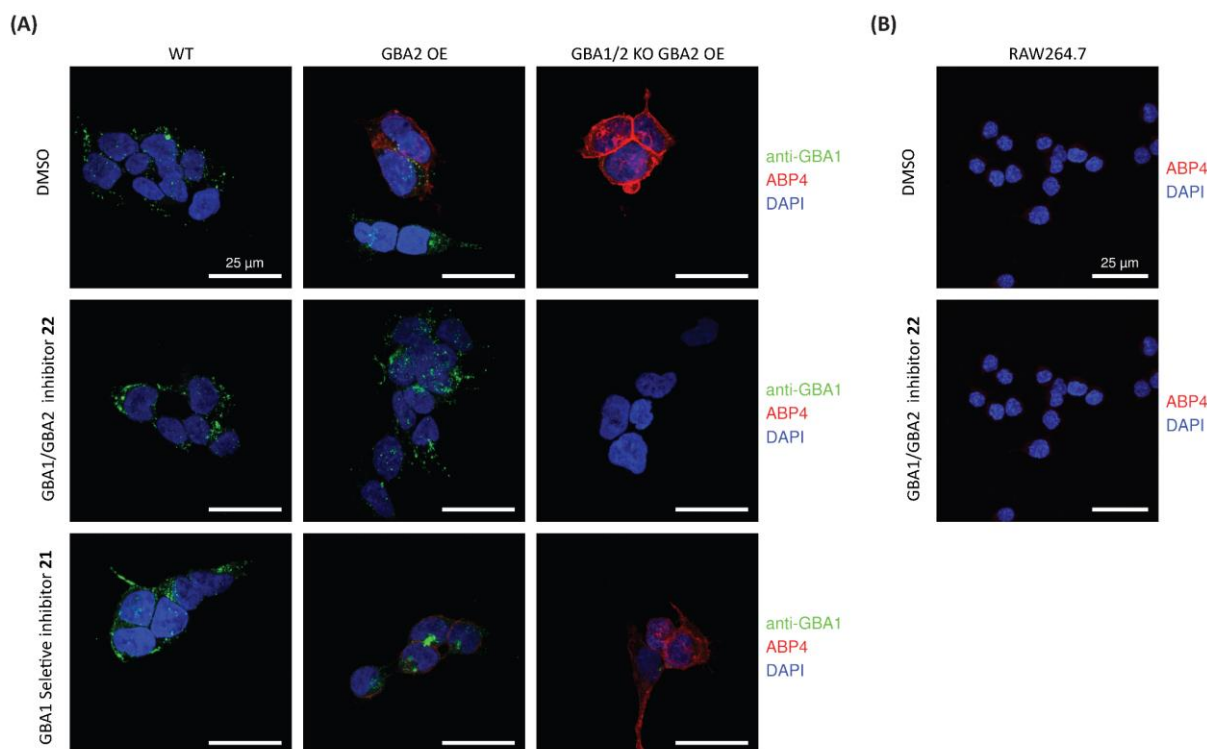 (A)
WT
GBA2 OE
GBA1/2 KO GBA2 OE
DMSO
25 µm
anti-GBA1
ABP4
DAPI
GBA1/GBA2 inhibitor 22
anti-GBA1
ABP4
DAPI
GBA1 Seletive inhibitor 21
anti-GBA1
ABP4
DAPI
(B)
RAW264.7
DMSO
25 µm
ABP4
DAPI
GBA1/GBA2 inhibitor 22
ABP4
DAPI